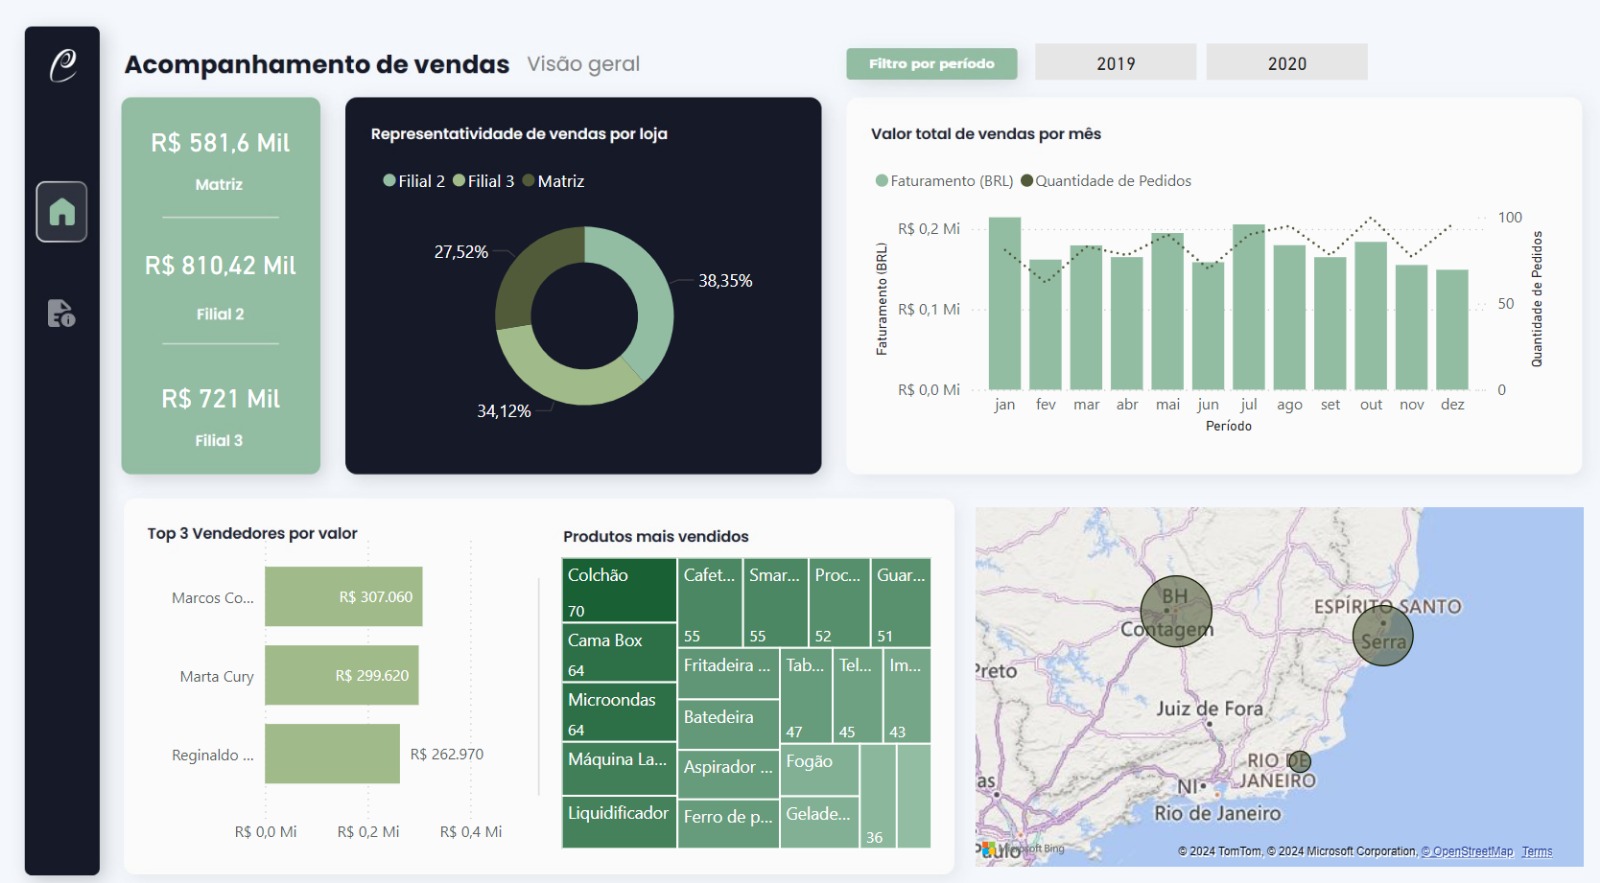 Acompanhamento de vendas Visão geral
Filtro por período
2019
2020
R$ 581,6 Mil
Matriz
R$ 810,42 Mil
Filial 2
R$ 721 Mil
Filial 3
Representatividade de vendas por loja
Filial 2 Filial 3 Matriz
27,52%
38,35%
34,12%
Valor total de vendas por mês
Faturamento (BRL) Quantidade de Pedidos
Faturamento (BRL)
R$ 0,2 Mi
R$ 0,1 Mi
R$ 0,0 Mi
100
50
0
Quantidade de Pedidos
jan fev mar abr mai jun jul ago set out nov dez
Período
Top 3 Vendedores por valor
Marcos Co... R$ 307.060
Marta Cury R$ 299.620
Reginaldo ... R$ 262.970
R$ 0,0 Mi R$ 0,2 Mi R$ 0,4 Mi
Produtos mais vendidos
Colchão
70
Cama Box
64
Microondas
64
Máquina La...
Liquidificador
Cafet...
55
Smar...
55
Proc...
52
Guar...
51
Fritadeira ...
Batedeira
Aspirador ...
Ferro de p...
Tab...
47
Tel...
45
Im...
43
Fogão
Gelade...
36
BH
Contagem
ESPÍRITO SANTO
Serra
Preto
Juiz de Fora
RIO DE
JANEIRO
as
NI
Rio de Janeiro
Paulo
Microsoft Bing
© 2024 TomTom, © 2024 Microsoft Corporation, © OpenStreetMap Terms